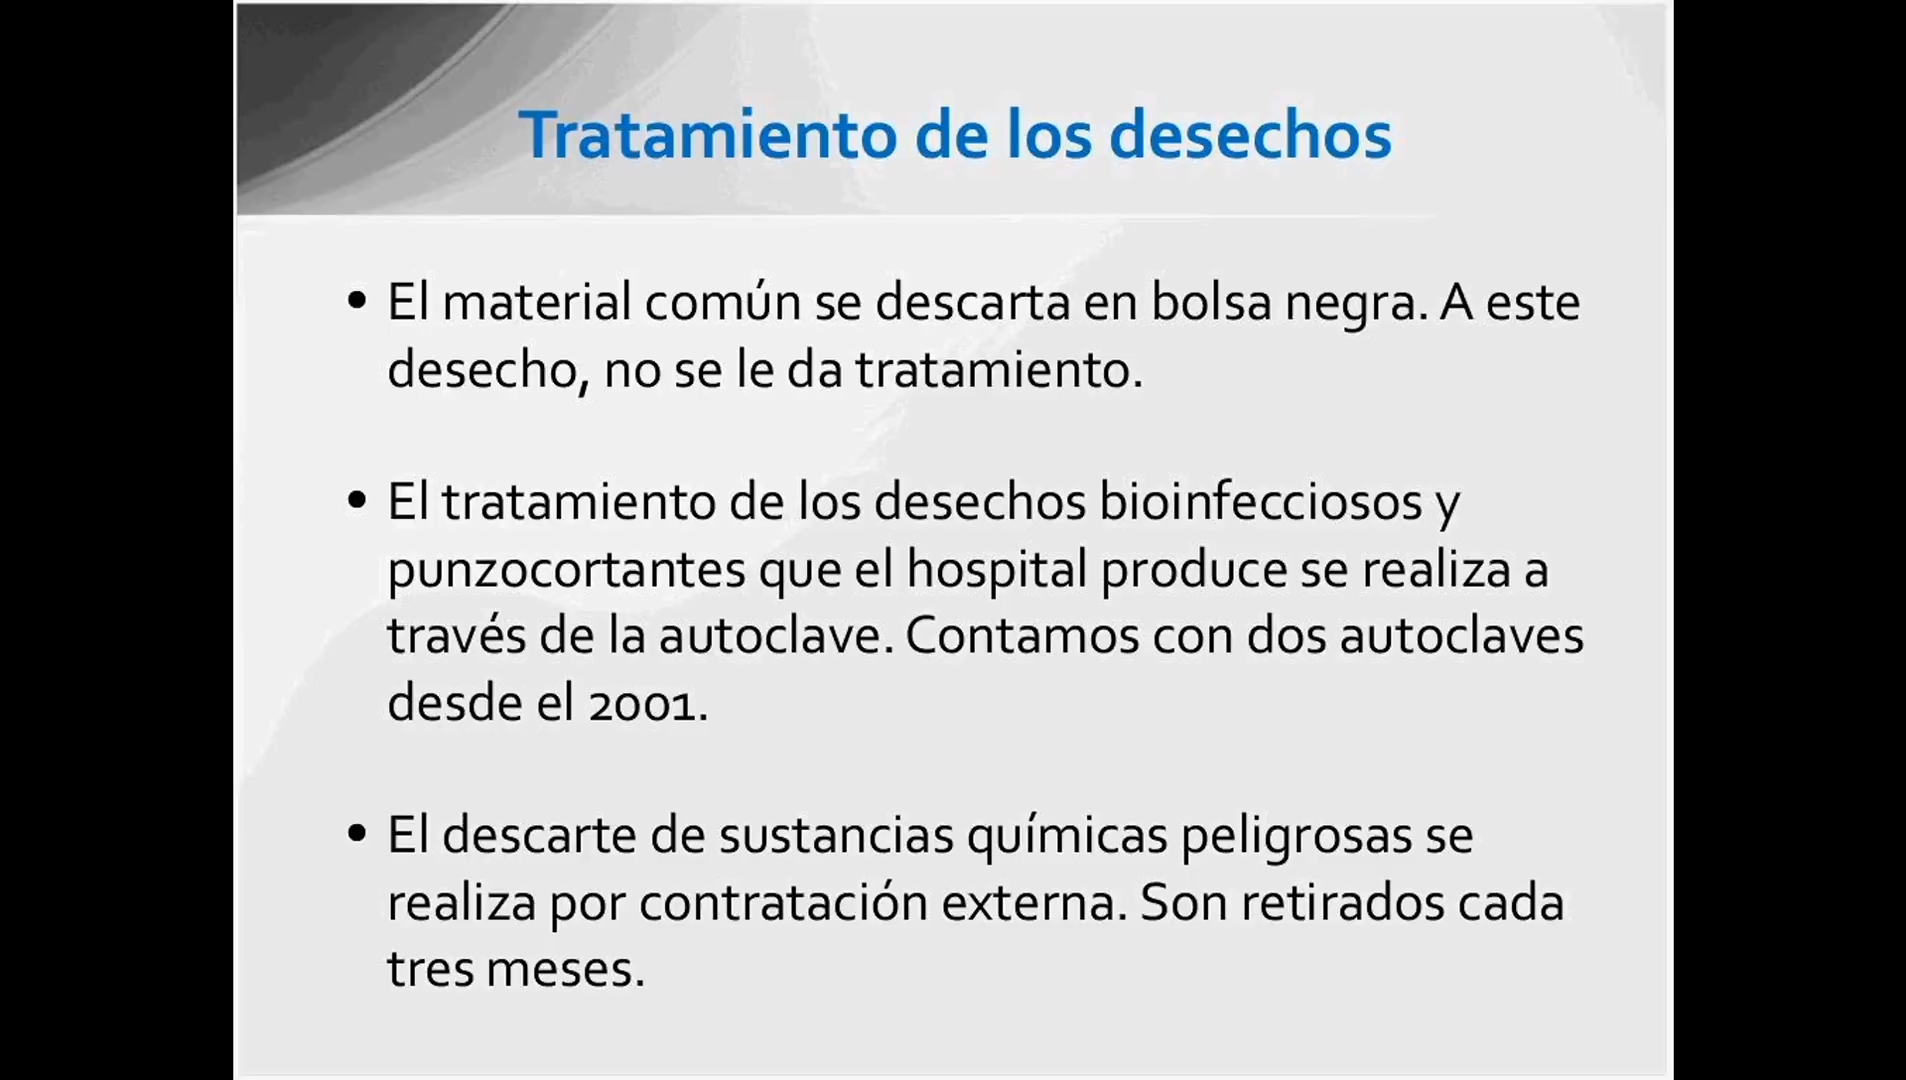 Tratamiento de los desechos
• El material común se descarta en bolsa negra. A este
desecho, no se le da tratamiento.
• El tratamiento de los desechos bioinfecciosos y
punzocortantes que el hospital produce se realiza a
través de la autoclave. Contamos con dos autoclaves
desde el 2001.
• El descarte de sustancias químicas peligrosas se
realiza por contratación externa. Son retirados cada
tres meses.